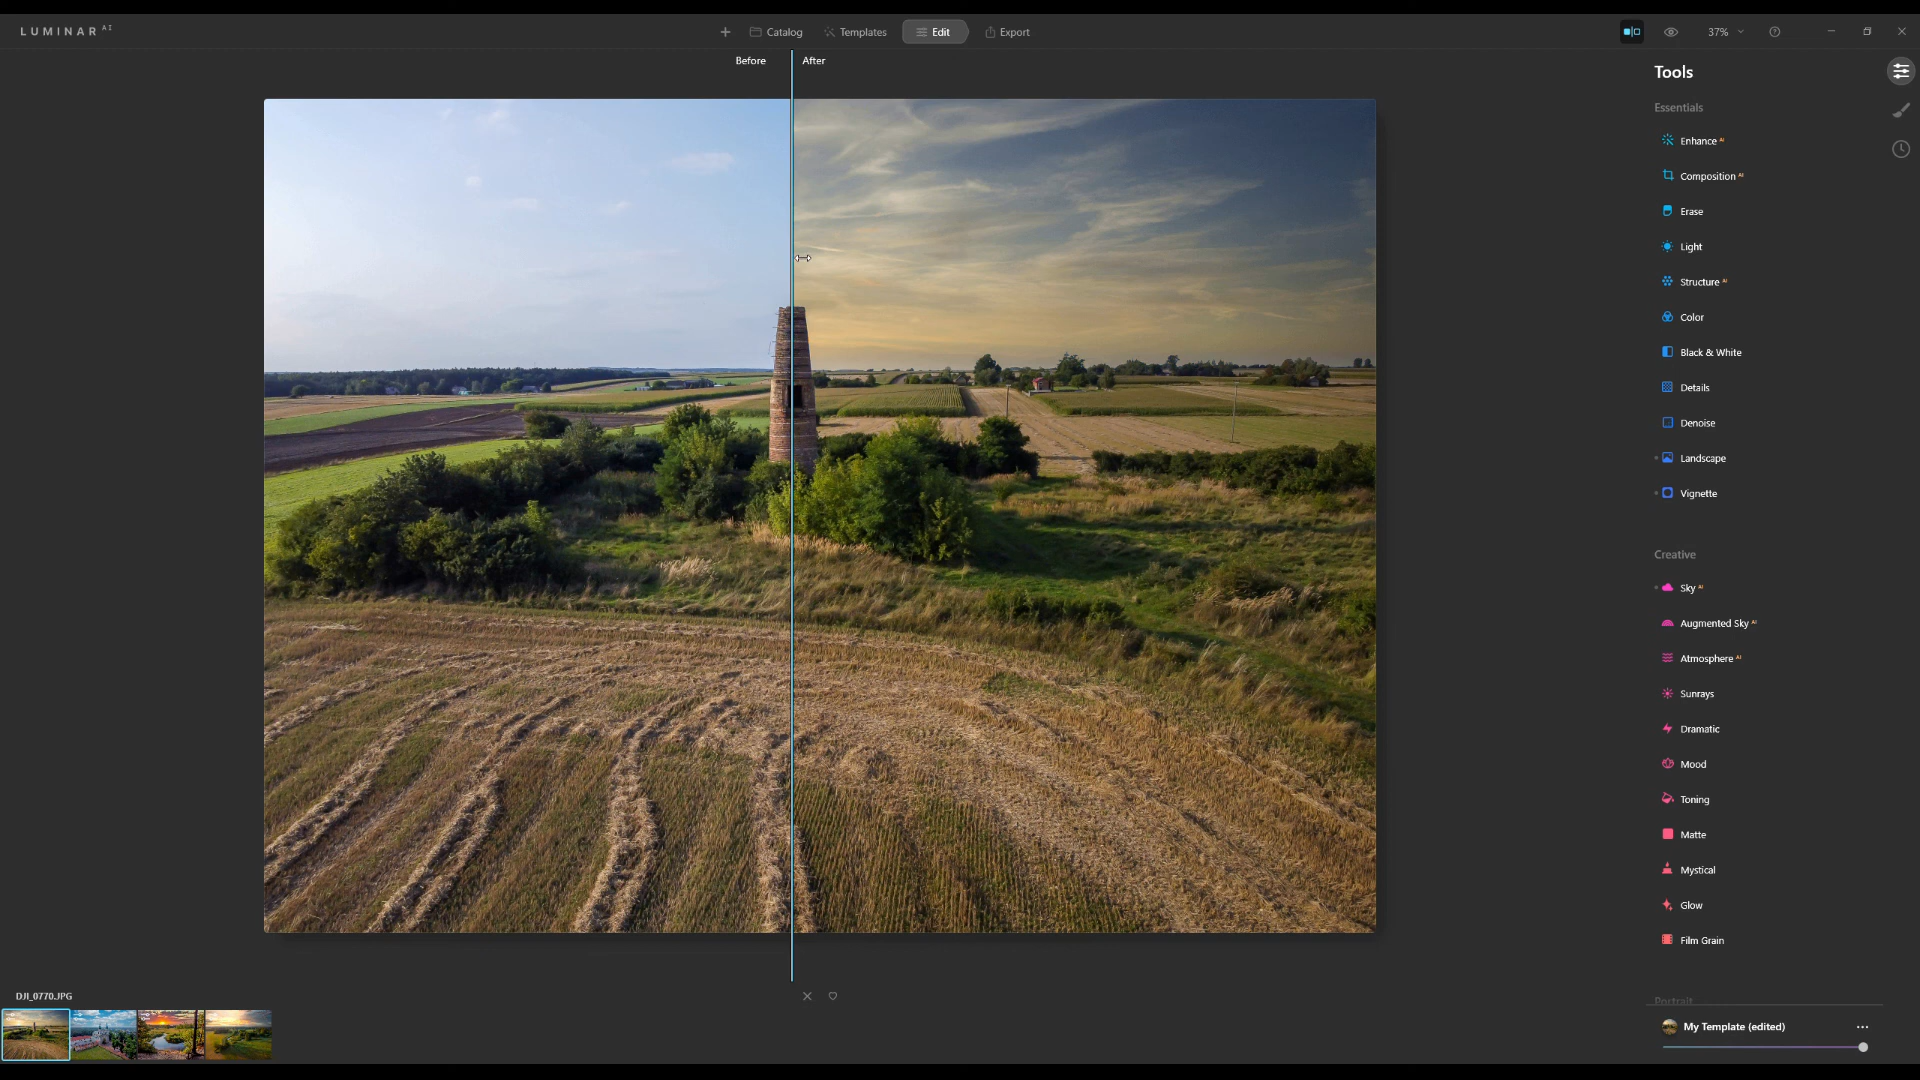 LUMINAR AI
Catalog
Templates
Edit
Export
37%
Before
After
Tools
Essentials
Enhance AI
Composition AI
Erase
Light
Structure AI
Color
Black & White
Details
Denoise
Landscape
Vignette
Creative
Sky AI
Augmented Sky AI
Atmosphere AI
Sunrays
Dramatic
Mood
Toning
Matte
Mystical
Glow
Film Grain
Portrait
DJI_0770.JPG
My Template (edited)